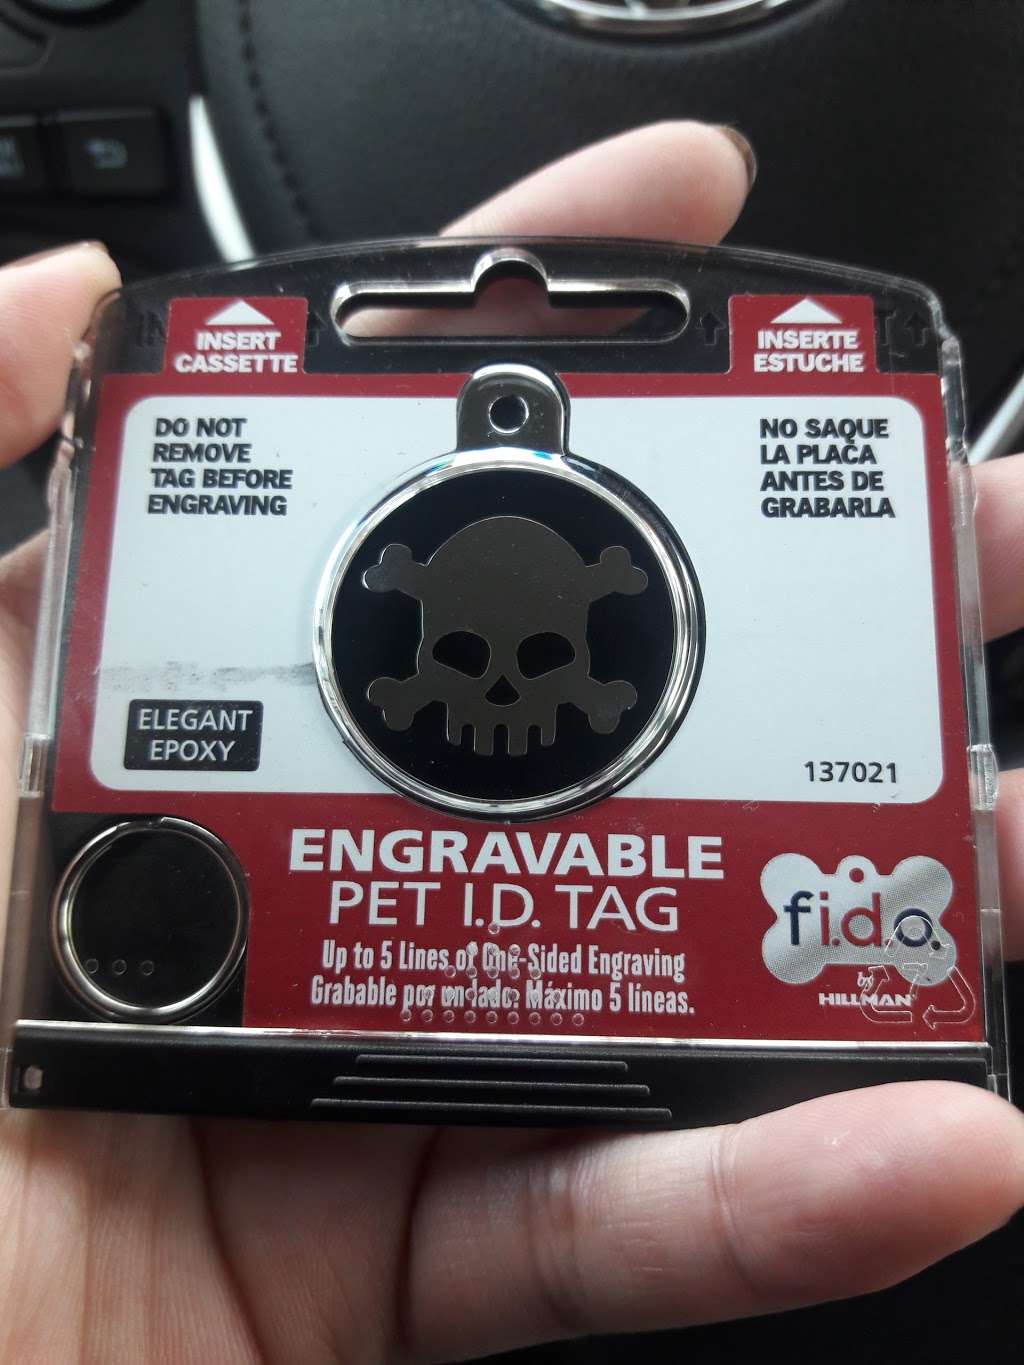 INSERT
CASSETTE
INSERTE
ESTUCHE
DO NOT
REMOVE
TAG BEFORE
ENGRAVING
NO SAQUE
LA PLACA
ANTES DE
GRABARLA
ELEGANT
EPOXY
137021
ENGRAVABLE
PET I.D. TAG
Up to 5 Lines of One-Sided Engraving
Grabable por un lado. Máximo 5 líneas.
f.i.d.o.
by
HILLMAN